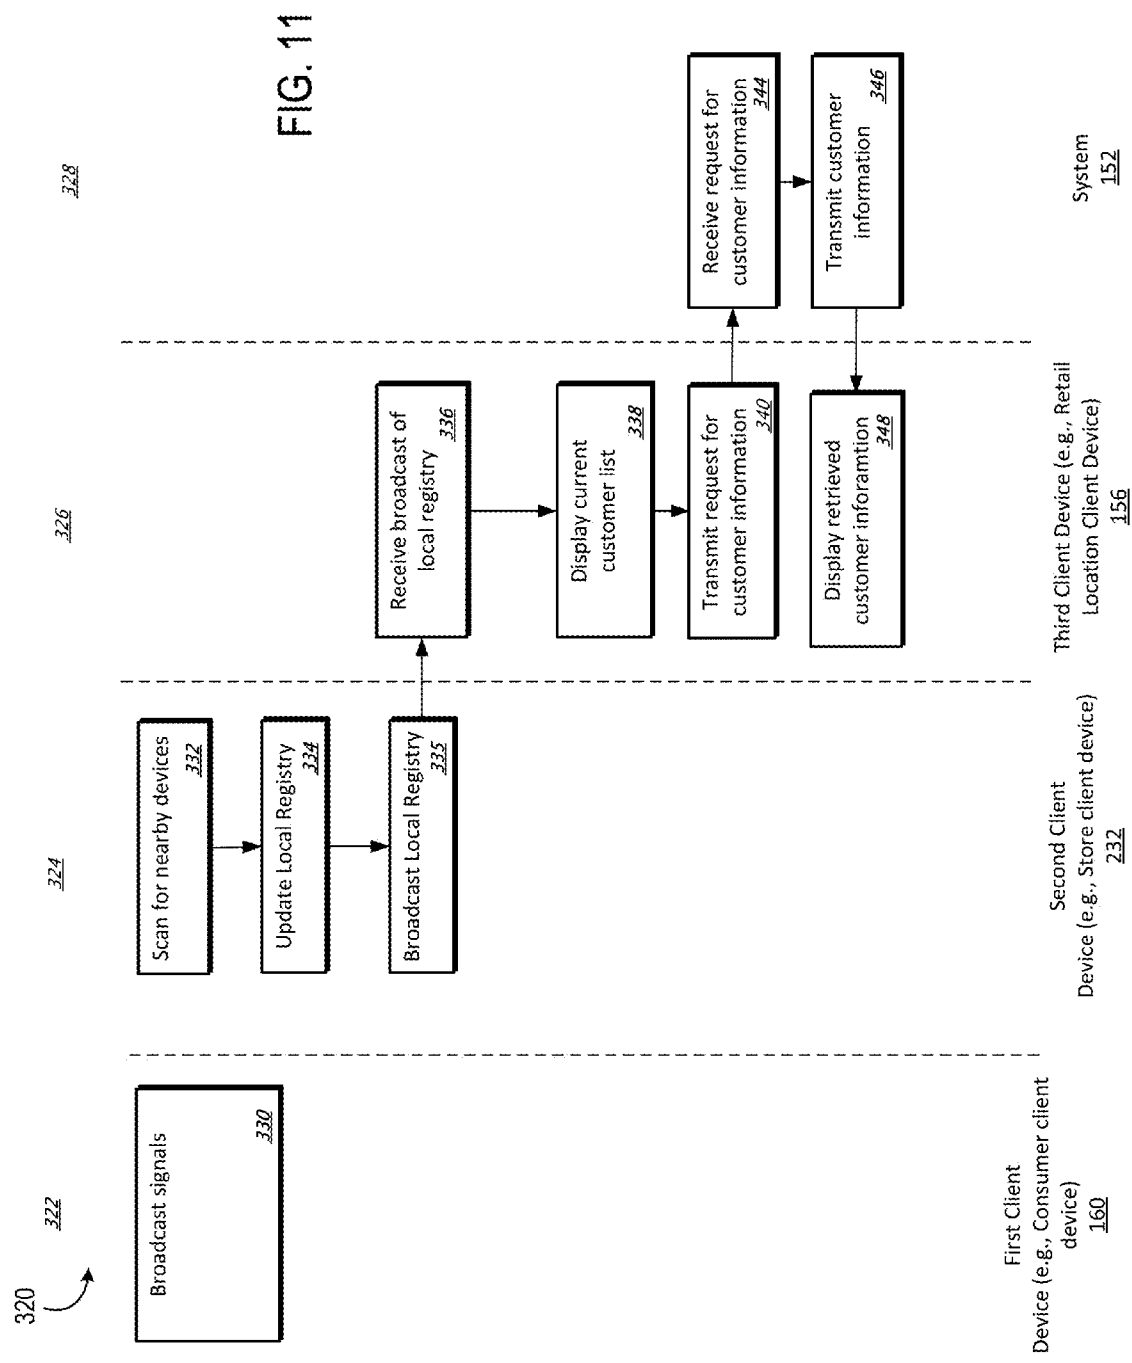 320
322
324
326
328
Broadcast signals
330
Scan for nearby devices
332
Update Local Registry
334
Broadcast Local Registry
335
Receive broadcast of
local registry
336
Display current
customer list
338
Transmit request for
customer information
340
Receive request for
customer information
344
Transmit customer
information
346
Display retrieved
customer inforamtion
348
First Client
Device (e.g., Consumer client
device)
160
Second Client
Device (e.g., Store client device)
232
Third Client Device (e.g., Retail
Location Client Device)
156
System
152
FIG. 11